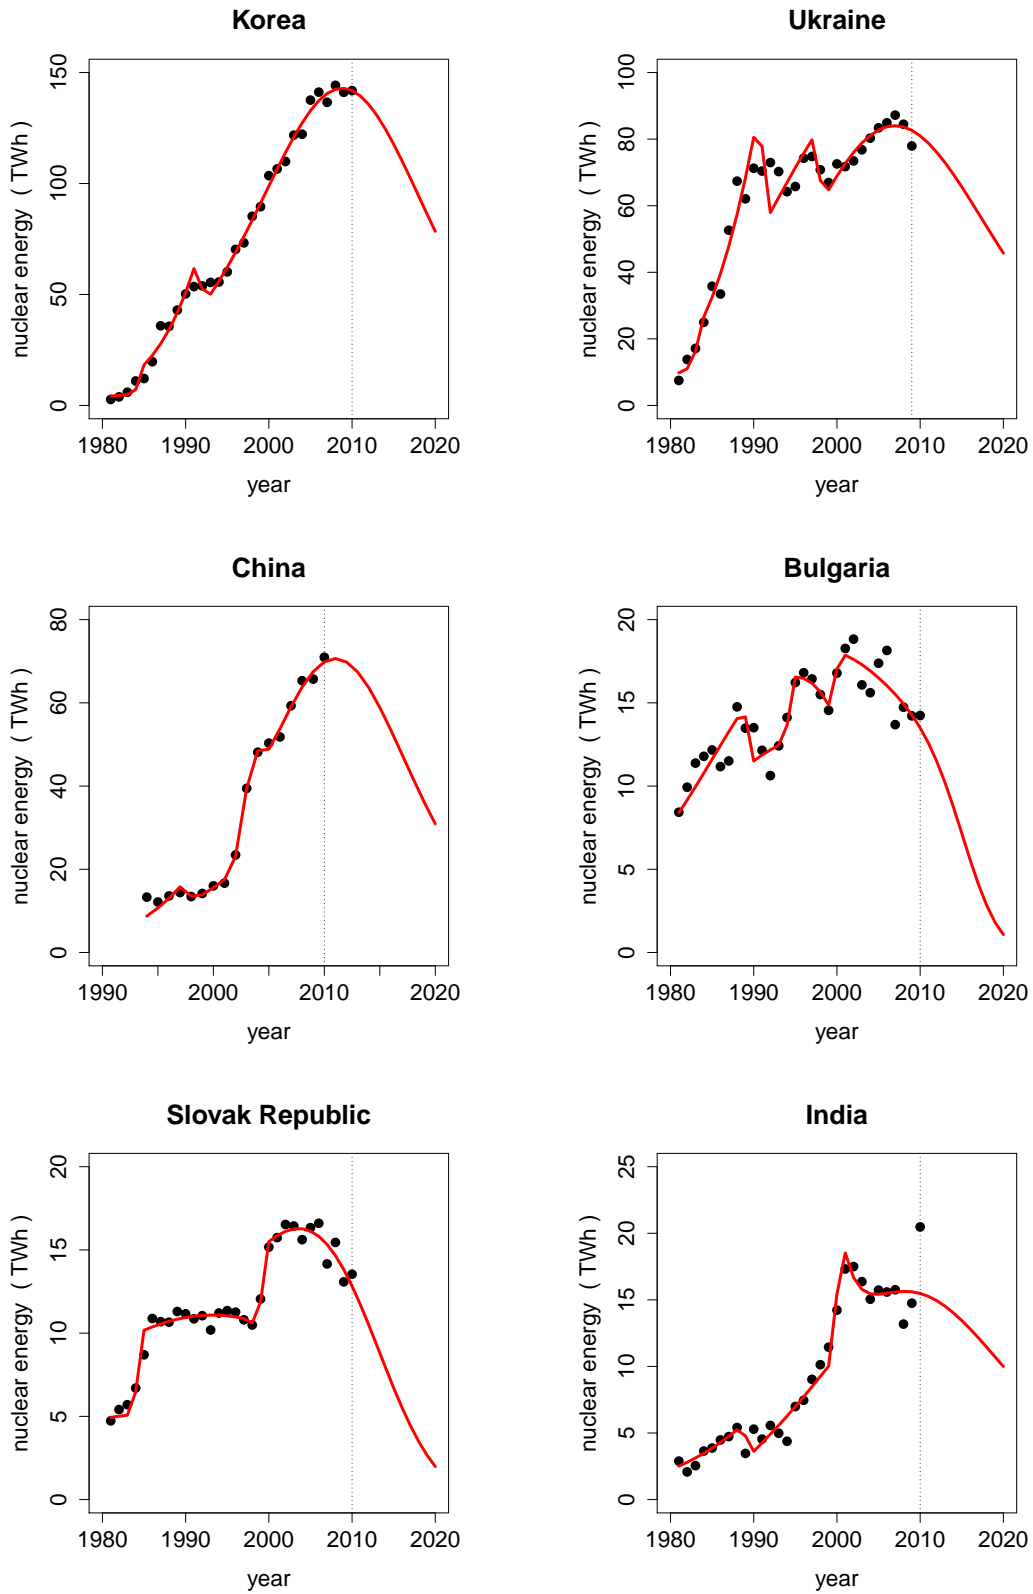 Korea
nuclear energy ( TWh )
0 50 100 150
1980 1990 2000 2010 2020
year
Ukraine
nuclear energy ( TWh )
0 20 40 60 80 100
1980 1990 2000 2010 2020
year
China
nuclear energy ( TWh )
0 20 40 60 80
1990 2000 2010 2020
year
Bulgaria
nuclear energy ( TWh )
0 5 10 15 20
1980 1990 2000 2010 2020
year
Slovak Republic
nuclear energy ( TWh )
0 5 10 15 20
1980 1990 2000 2010 2020
year
India
nuclear energy ( TWh )
0 5 10 15 20 25
1980 1990 2000 2010 2020
year